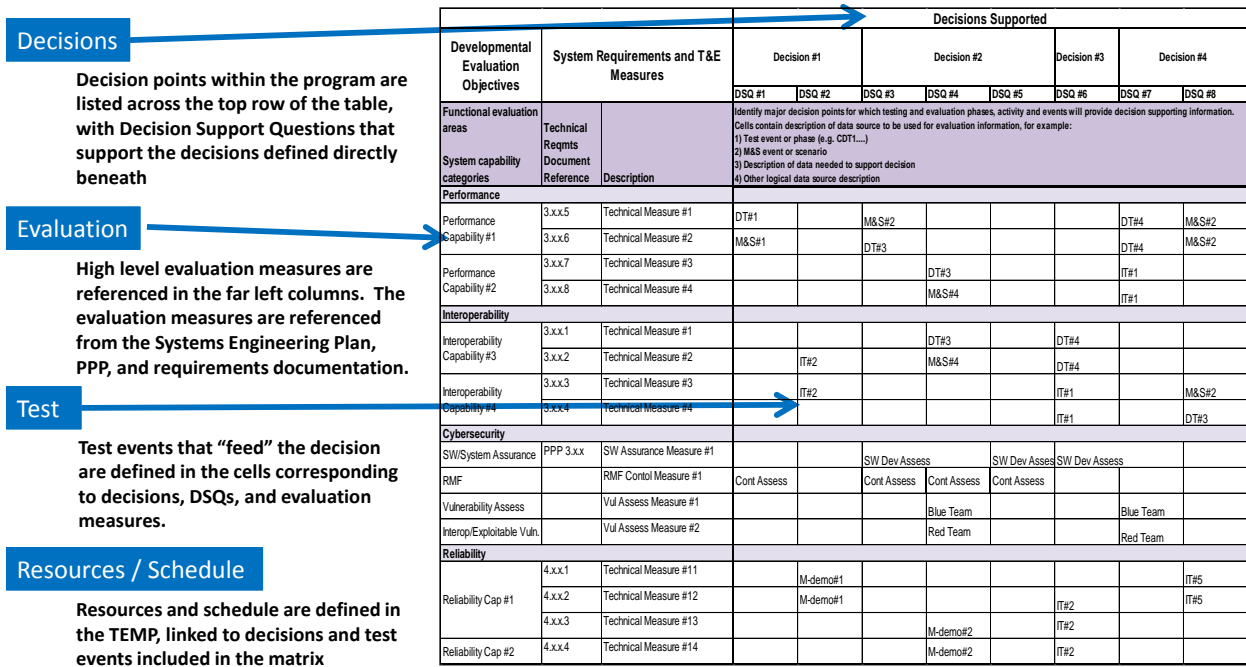 Decisions
Decision points within the program are
listed across the top row of the table,
with Decision Support Questions that
support the decisions defined directly
beneath
Evaluation
High level evaluation measures are
referenced in the far left columns. The
evaluation measures are referenced
from the Systems Engineering Plan,
PPP, and requirements documentation.
Test
Test events that “feed” the decision
are defined in the cells corresponding
to decisions, DSQs, and evaluation
measures.
Resources / Schedule
Resources and schedule are defined in
the TEMP, linked to decisions and test
events included in the matrix
Decisions Supported
Developmental
Evaluation
Objectives
System Requirements and T&E
Measures
Decision #1 Decision #2 Decision #3 Decision #4
DSQ #1 DSQ #2 DSQ #3 DSQ #4 DSQ #5 DSQ #6 DSQ #7 DSQ #8
Functional evaluation
areas
System capability
categories
Technical
Reqmts
Document
Reference
Description
Identify major decision points for which testing and evaluation phases, activity and events will provide decision supporting information.
Cells contain description of data source to be used for evaluation information, for example:
1) Test event or phase (e.g. CDT1....)
2) M&S event or scenario
3) Description of data needed to support decision
4) Other logical data source description
Performance
Performance
Capability #1
3.x.x.5 Technical Measure #1 DT#1 M&S#2 DT#4 M&S#2
3.x.x.6 Technical Measure #2 M&S#1 DT#3 DT#4 M&S#2
Performance
Capability #2
3.x.x.7 Technical Measure #3 DT#3 IT#1
3.x.x.8 Technical Measure #4 M&S#4 IT#1
Interoperability
Interoperability
Capability #3
3.x.x.1 Technical Measure #1 DT#3 DT#4
3.x.x.2 Technical Measure #2 IT#2 M&S#4 DT#4
Interoperability
Capability #4
3.x.x.3 Technical Measure #3 IT#2 IT#1 M&S#2
3.x.x.4 Technical Measure #4 IT#1 DT#3
Cybersecurity
SW/System Assurance PPP 3.x.x SW Assurance Measure #1 SW Dev Assess SW Dev Asses SW Dev Assess
RMF RMF Contol Measure #1 Cont Assess Cont Assess Cont Assess Cont Assess
Vulnerability Assess Vul Assess Measure #1 Blue Team Blue Team
Interop/Exploitable Vuln. Vul Assess Measure #2 Red Team Red Team
Reliability
Reliability Cap #1
4.x.x.1 Technical Measure #11 M-demo#1 IT#5
4.x.x.2 Technical Measure #12 M-demo#1 IT#2 IT#5
4.x.x.3 Technical Measure #13 M-demo#2 IT#2
Reliability Cap #2 4.x.x.4 Technical Measure #14 M-demo#2 IT#2